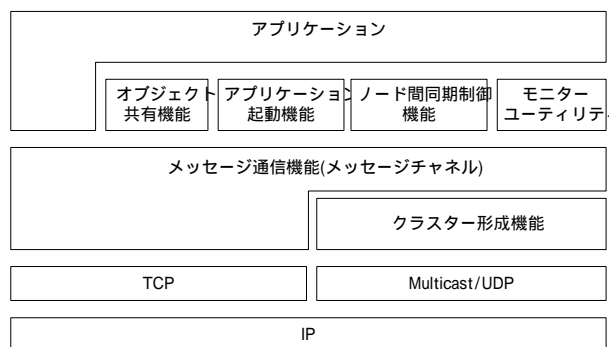 アプリケーション
オブジェクト
共有機能
アプリケーション
起動機能
ノード間同期制御
機能
モニター
ユーティリティ
メッセージ通信機能(メッセージチャネル)
クラスター形成機能
TCP
Multicast/UDP
IP